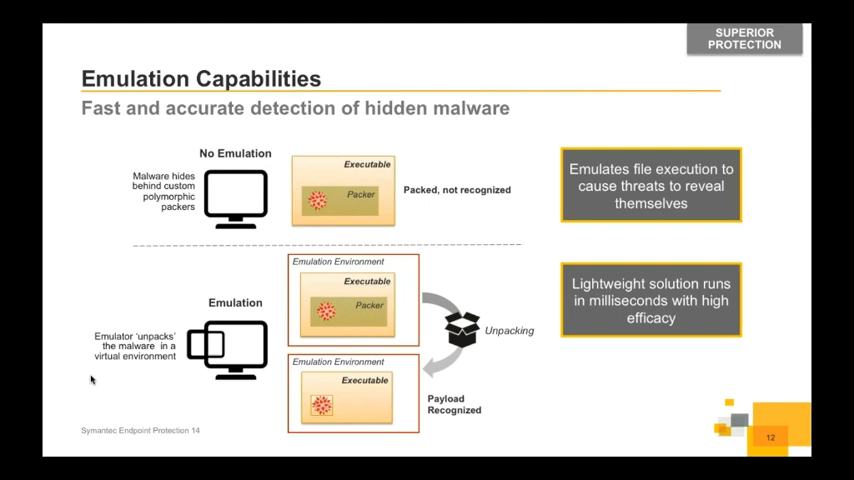 SUPERIOR
PROTECTION
Emulation Capabilities
Fast and accurate detection of hidden malware
No Emulation
Malware hides
behind custom
polymorphic
packers
Executable
Packer
Packed, not recognized
Emulates file execution to
cause threats to reveal
themselves
Emulation
Emulator ‘unpacks’
the malware in a
virtual environment
Emulation Environment
Executable
Packer
Unpacking
Emulation Environment
Executable
Payload
Recognized
Lightweight solution runs
in milliseconds with high
efficacy
Symantec Endpoint Protection 14
12